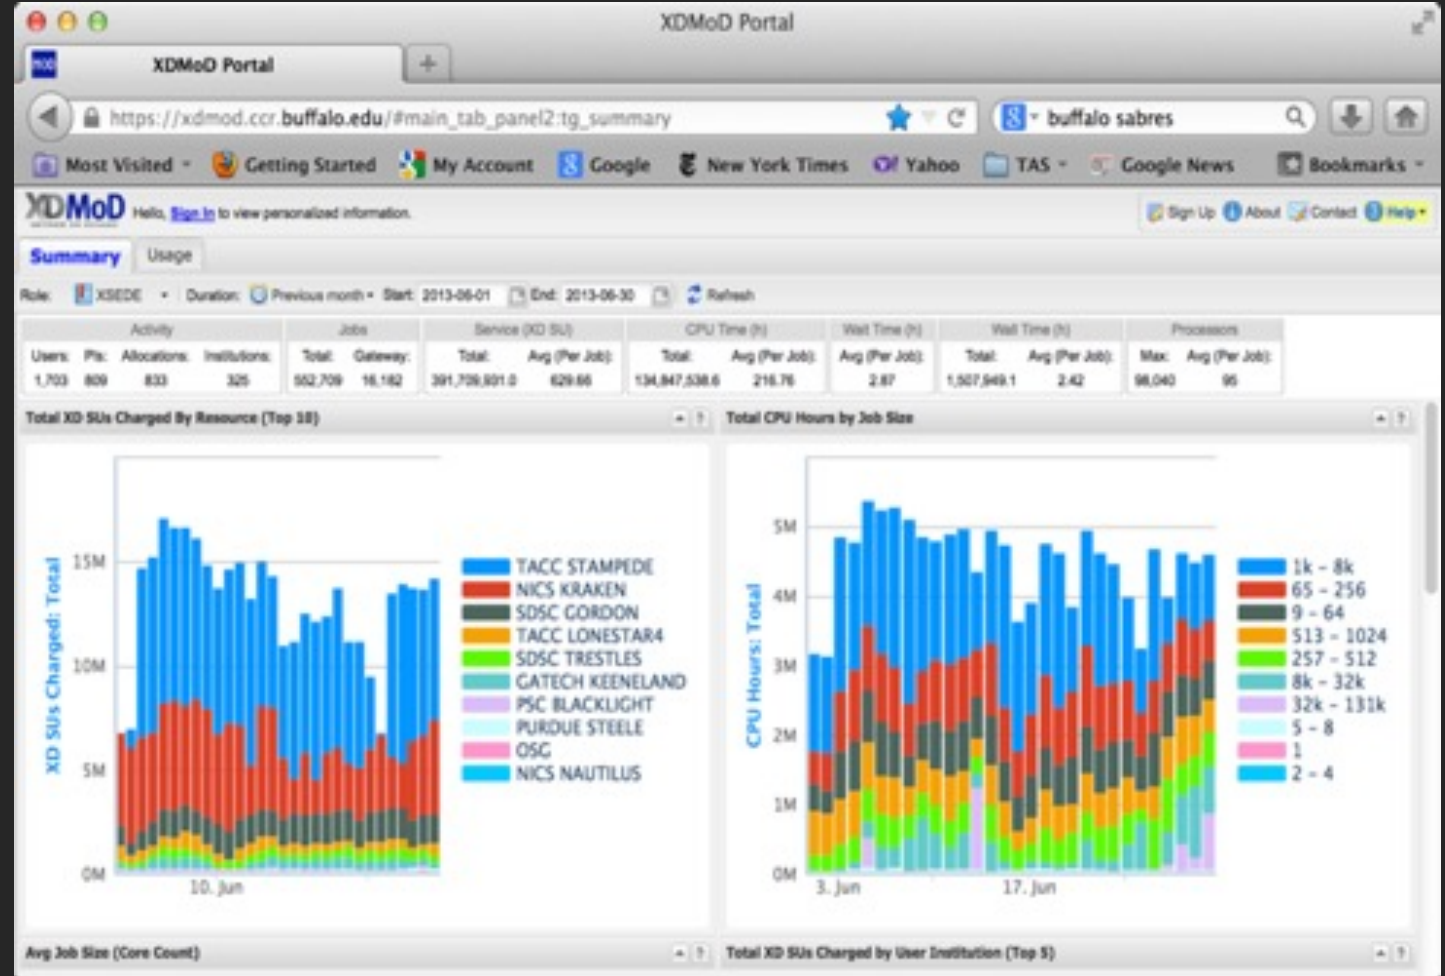 XDMoD Portal
XDMoD Portal
https://xdmod.ccr.buffalo.edu/#main_tab_panel2:tg_summary
buffalo sabres
Most Visited Getting Started My Account Google New York Times Yahoo TAS Google News Bookmarks
XDMoD Hello, Sign In to view personalized information.
Sign Up About Contact Help
Summary Usage
Role: XSEDE Duration: Previous month Start: 2013-06-01 End: 2013-06-30 Refresh
Activity Jobs Service (XD SU) CPU Time (h) Wait Time (h) Wall Time (h) Processors
Users: PIs: Allocations: Institutions: Total: Gateway: Total: Avg (Per Job): Total: Avg (Per Job): Avg (Per Job): Total: Avg (Per Job): Max: Avg (Per Job):
1,703 809 833 325 552,709 16,182 391,709,931.0 629.66 134,847,538.6 216.76 2.87 1,507,949.1 2.42 98,040 95
Total XD SUs Charged By Resource (Top 10)
XD SUs Charged: Total
15M
10M
5M
0M
10. Jun
TACC STAMPEDE
NICS KRAKEN
SDSC GORDON
TACC LONESTAR4
SDSC TRESTLES
GATECH KEENELAND
PSC BLACKLIGHT
PURDUE STEELE
OSG
NICS NAUTILUS
Total CPU Hours by Job Size
CPU Hours: Total
5M
4M
3M
2M
1M
0M
3. Jun 17. Jun
1k - 8k
65 - 256
9 - 64
513 - 1024
257 - 512
8k - 32k
32k - 131k
5 - 8
1
2 - 4
Avg Job Size (Core Count)
Total XD SUs Charged by User Institution (Top 5)